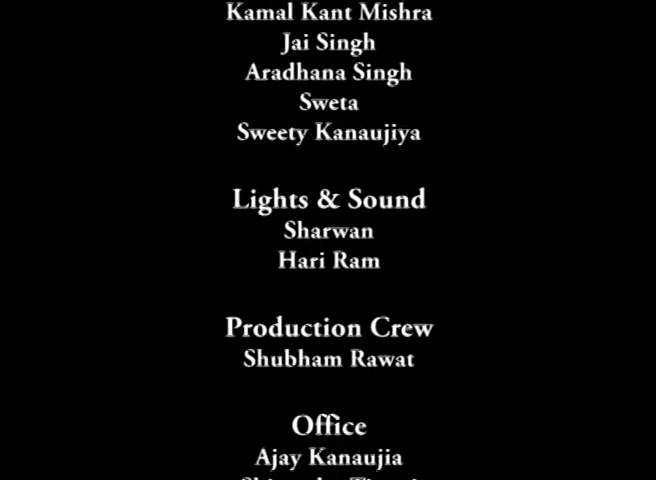 Kamal Kant Mishra
Jai Singh
Aradhana Singh
Sweta
Sweety Kanaujiya
Lights & Sound
Sharwan
Hari Ram
Production Crew
Shubham Rawat
Office
Ajay Kanaujia